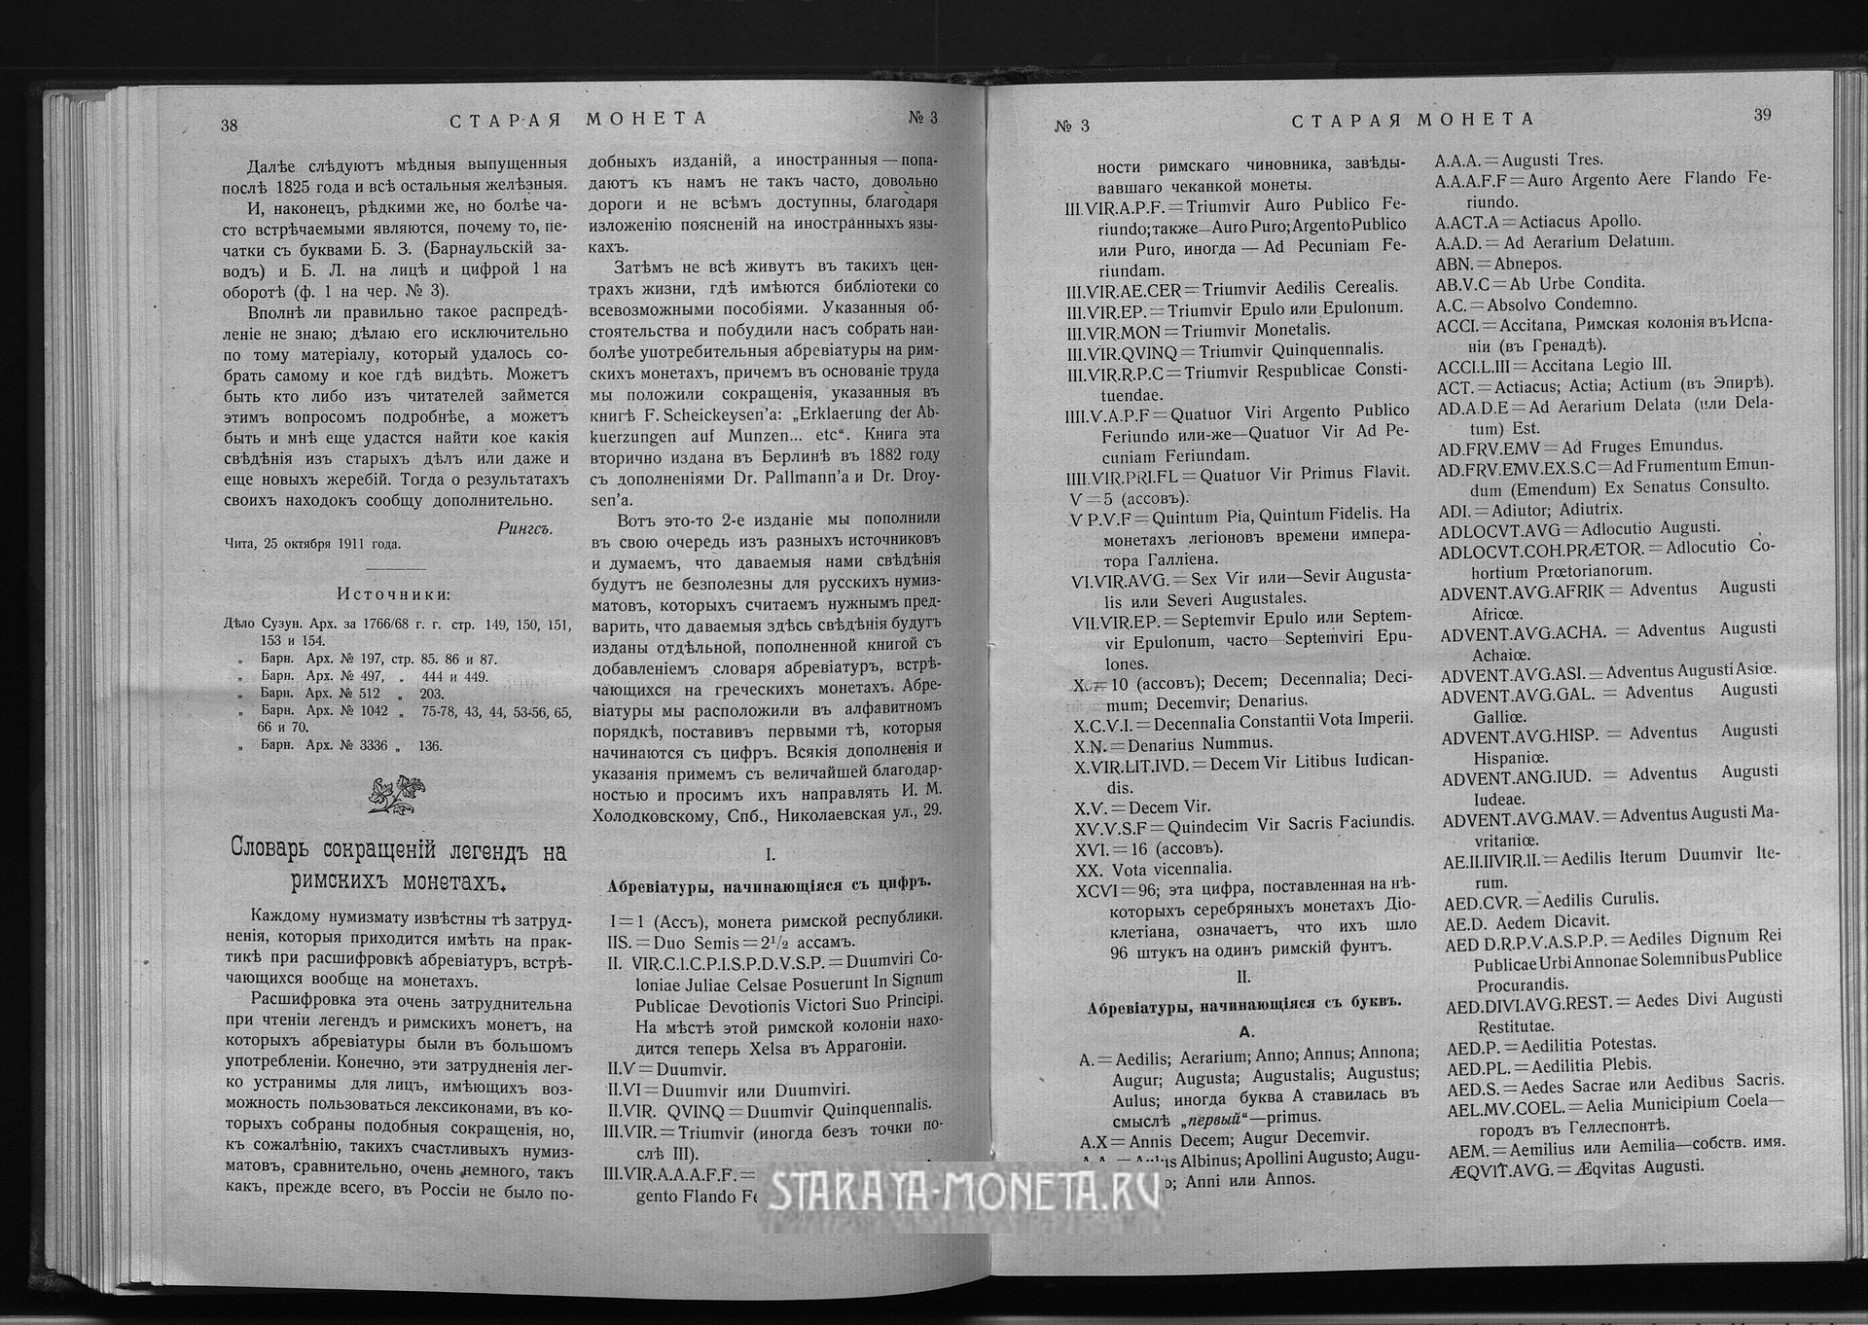 38
СТАРАЯ МОНЕТА
№ 3
Далѣе слѣдуютъ мѣдныя выпущенныя
послѣ 1825 года и всѣ остальныя желѣзныя.
И, наконецъ, рѣдкими же, но болѣе ча-
сто встрѣчаемыми являются, почему то, пе-
чатки съ буквами Б. З. (Барнаульскій за-
водъ) и Б. Л. на лицѣ и цифрой 1 на
оборотѣ (ф. 1 на чер. № 3).
Вполнѣ ли правильно такое распредѣ-
леніе не знаю; дѣлаю его исключительно
по тому матеріалу, который удалось со-
брать самому и кое гдѣ видѣть. Можетъ
быть кто либо изъ читателей займется
этимъ вопросомъ подробнѣе, а можетъ
быть и мнѣ еще удастся найти кое какія
свѣдѣнія изъ старыхъ дѣлъ или даже и
еще новыхъ жеребій. Тогда о результатахъ
своихъ находокъ сообщу дополнительно.
Рингсъ.
Чита, 25 октября 1911 года.
Источники:
Дѣло Сузун. Арх. за 1766/68 г. г. стр. 149, 150, 151,
153 и 154.
„ Барн. Арх. № 197, стр. 85. 86 и 87.
„ Барн. Арх. № 497, „ 444 и 449.
„ Барн. Арх. № 512 „ 203.
„ Барн. Арх. № 1042 „ 75-78, 43, 44, 53-56, 65,
66 и 70.
„ Барн. Арх. № 3336 „ 136.
Словарь сокращеній легендъ на
римскихъ монетахъ.
Каждому нумизмату извѣстны тѣ затруд-
ненія, которыя приходится имѣть на прак-
тикѣ при расшифровкѣ абревіатуръ, встрѣ-
чающихся вообще на монетахъ.
Расшифровка эта очень затруднительна
при чтеніи легендъ и римскихъ монетъ, на
которыхъ абревіатуры были въ большомъ
употребленіи. Конечно, эти затрудненія лег-
ко устранимы для лицъ, имѣющихъ воз-
можность пользоваться лексиконами, въ ко-
торыхъ собраны подобныя сокращенія, но,
къ сожалѣнію, такихъ счастливыхъ нумиз-
матовъ, сравнительно, очень немного, такъ
какъ, прежде всего, въ Россіи не было по-
добныхъ изданій, а иностранныя — попа-
даютъ къ намъ не такъ часто, довольно
дороги и не всѣмъ доступны, благодаря
изложенію поясненій на иностранныхъ язы-
кахъ.
Затѣмъ не всѣ живутъ въ такихъ цен-
трахъ жизни, гдѣ имѣются библіотеки со
всевозможными пособіями. Указанныя об-
стоятельства и побудили насъ собрать наи-
болѣе употребительныя абревіатуры на рим-
скихъ монетахъ, причемъ въ основаніе труда
мы положили сокращенія, указанныя въ
книгѣ F. Scheickeysen'a: „Erklaerung der Ab-
kuerzungen auf Munzen... etc“. Книга эта
вторично издана въ Берлинѣ въ 1882 году
съ дополненіями Dr. Pallmann'a и Dr. Droy-
sen'a.
Вотъ это-то 2-е изданіе мы пополнили
въ свою очередь изъ разныхъ источниковъ
и думаемъ, что даваемыя нами свѣдѣнія
будутъ не безполезны для русскихъ нумиз-
матовъ, которыхъ считаемъ нужнымъ пред-
варить, что даваемыя здѣсь свѣдѣнія будутъ
изданы отдѣльной, пополненной книгой съ
добавленіемъ словаря абревіатуръ, встрѣ-
чающихся на греческихъ монетахъ. Абре-
віатуры мы расположили въ алфавитномъ
порядкѣ, поставивъ первыми тѣ, которыя
начинаются съ цифръ. Всякія дополненія и
указанія примемъ съ величайшей благодар-
ностью и просимъ ихъ направлять И. М.
Холодковскому, Спб., Николаевская ул., 29.
I.
Абревіатуры, начинающіяся съ цифръ.
I = 1 (Ассъ), монета римской республики.
IIS. = Duo Semis = 2½ ассамъ.
II. VIR.C.I.C.P.I.S.P.D.V.S.P. = Duumviri Co-
loniae Juliae Celsae Posuerunt In Signum
Publicae Devotionis Victori Suo Principi.
На мѣстѣ этой римской колоніи нахо-
дится теперь Xelsa въ Аррагоніи.
II.V = Duumvir.
II.VI = Duumvir или Duumviri.
II.VIR. QVINQ = Duumvir Quinquennalis.
III.VIR. = Triumvir (иногда безъ точки по-
слѣ III).
III.VIR.A.A.A.F.F. =
gento Flando
№ 3
СТАРАЯ МОНЕТА
39
ности римскаго чиновника, завѣды-
вавшаго чеканкой монеты.
III.VIR.A.P.F. = Triumvir Auro Publico Fe-
riundo; также—Auro Puro; Argento Publico
или Puro, иногда — Ad Pecuniam Fe-
riundam.
III.VIR.AE.CER = Triumvir Aedilis Cerealis.
III.VIR.EP. = Triumvir Epulo или Epulonum.
III.VIR.MON = Triumvir Monetalis.
III.VIR.QVINQ = Triumvir Quinquennalis.
III.VIR.R.P.C = Triumvir Respublicae Consti-
tuendae.
IIII.V.A.P.F = Quatuor Viri Argento Publico
Feriundo или-же—Quatuor Vir Ad Pe-
cuniam Feriundam.
IIII.VIR.PRI.FL = Quatuor Vir Primus Flavit.
V = 5 (ассовъ).
V P.V.F = Quintum Pia, Quintum Fidelis. На
монетахъ легіоновъ времени импера-
тора Галліена.
VI.VIR.AVG. = Sex Vir или—Sevir Augusta-
lis или Severi Augustales.
VII.VIR.EP. = Septemvir Epulo или Septem-
vir Epulonum, часто—Septemviri Epu-
lones.
X. = 10 (ассовъ); Decem; Decennalia; Deci-
mum; Decemvir; Denarius.
X.C.V.I. = Decennalia Constantii Vota Imperii.
X.N. = Denarius Nummus.
X.VIR.LIT.IVD. = Decem Vir Litibus Iudican-
dis.
X.V. = Decem Vir.
XV.V.S.F = Quindecim Vir Sacris Faciundis.
XVI. = 16 (ассовъ).
XX. Vota vicennalia.
XCVI = 96; эта цифра, поставленная на нѣ-
которыхъ серебряныхъ монетахъ Діо-
клетіана, означаетъ, что ихъ шло
96 штукъ на одинъ римскій фунтъ.
II.
Абревіатуры, начинающіяся съ буквъ.
A.
A. = Aedilis; Aerarium; Anno; Annus; Annona;
Augur; Augusta; Augustalis; Augustus;
Aulus; иногда буква A ставилась въ
смыслѣ „первый“—primus.
A.X = Annis Decem; Augur Decemvir.
Albinus; Apollini Augusto; Augu-
Anni или Annos.
A.A.A. = Augusti Tres.
A.A.A.F.F = Auro Argento Aere Flando Fe-
riundo.
A.ACT.A = Actiacus Apollo.
A.A.D. = Ad Aerarium Delatum.
ABN. = Abnepos.
AB.V.C = Ab Urbe Condita.
A.C. = Absolvo Condemno.
ACCI. = Accitana, Римская колонія въ Испа-
ніи (въ Гренадѣ).
ACCI.L.III = Accitana Legio III.
ACT. = Actiacus; Actia; Actium (въ Эпирѣ).
AD.A.D.E = Ad Aerarium Delata (или Dela-
tum) Est.
AD.FRV.EMV = Ad Fruges Emundus.
AD.FRV.EMV.EX.S.C = Ad Frumentum Emun-
dum (Emendum) Ex Senatus Consulto.
ADI. = Adiutor; Adiutrix.
ADLOCVT.AVG = Adlocutio Augusti.
ADLOCVT.COH.PRÆTOR. = Adlocutio Co-
hortium Prœtorianorum.
ADVENT.AVG.AFRIK = Adventus Augusti
Africœ.
ADVENT.AVG.ACHA. = Adventus Augusti
Achaiœ.
ADVENT.AVG.ASI. = Adventus Augusti Asiœ.
ADVENT.AVG.GAL. = Adventus Augusti
Galliœ.
ADVENT.AVG.HISP. = Adventus Augusti
Hispaniœ.
ADVENT.ANG.IUD. = Adventus Augusti
Iudeae.
ADVENT.AVG.MAV. = Adventus Augusti Ma-
vritaniœ.
AE.II.IIVIR.II. = Aedilis Iterum Duumvir Ite-
rum.
AED.CVR. = Aedilis Curulis.
AE.D. Aedem Dicavit.
AED D.R.P.V.A.S.P.P. = Aediles Dignum Rei
Publicae Urbi Annonae Solemnibus Publice
Procurandis.
AED.DIVI.AVG.REST. = Aedes Divi Augusti
Restitutae.
AED.P. = Aedilitia Potestas.
AED.PL. = Aedilitia Plebis.
AED.S. = Aedes Sacrae или Aedibus Sacris.
AEL.MV.COEL. = Aelia Municipium Coela—
городъ въ Геллеспонтѣ.
AEM. = Aemilius или Aemilia—собств. имя.
ÆQVIT.AVG. = Æqvitas Augusti.
STARAYA-MONETA.RU